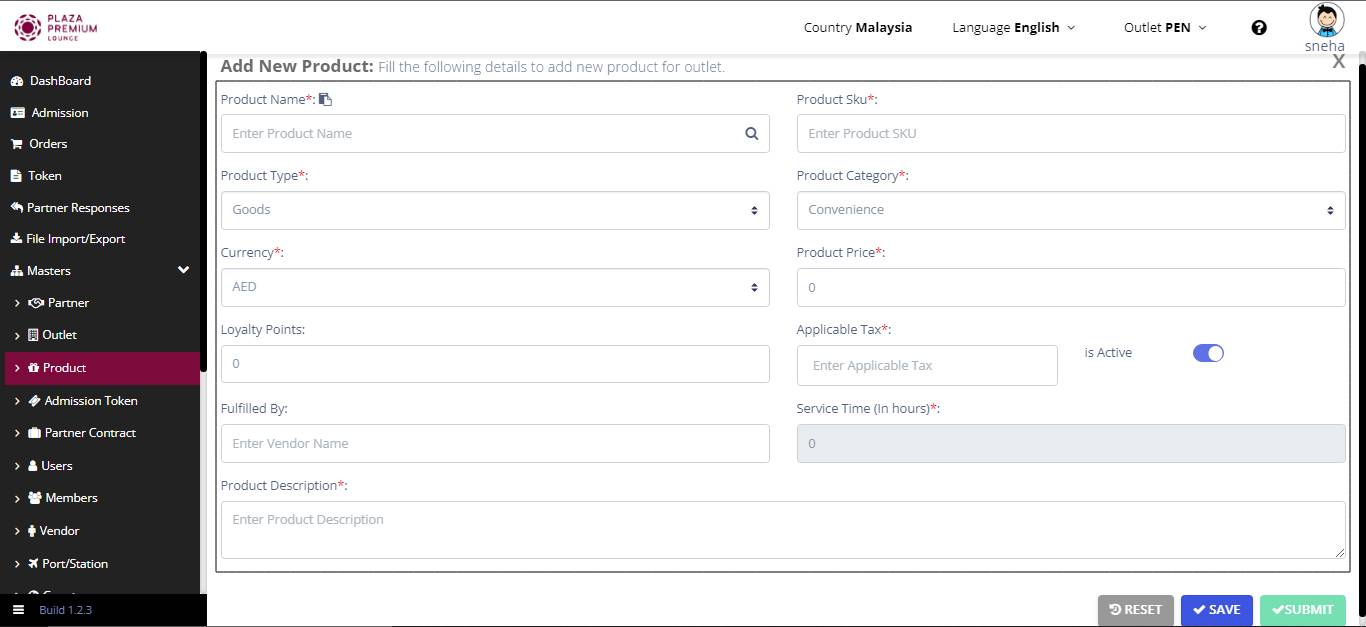 PLAZA
PREMIUM
LOUNGE
Country Malaysia
Language English
Outlet PEN
sneha
DashBoard
Admission
Orders
Token
Partner Responses
File Import/Export
Masters
Partner
Outlet
Product
Admission Token
Partner Contract
Users
Members
Vendor
Port/Station
Build 1.2.3
Add New Product: Fill the following details to add new product for outlet.
X
Product Name*:
Enter Product Name
Product Sku*:
Enter Product SKU
Product Type*:
Goods
Product Category*:
Convenience
Currency*:
AED
Product Price*:
0
Loyalty Points:
0
Applicable Tax*:
Enter Applicable Tax
is Active
Fulfilled By:
Enter Vendor Name
Service Time (In hours)*:
0
Product Description*:
Enter Product Description
RESET
SAVE
SUBMIT